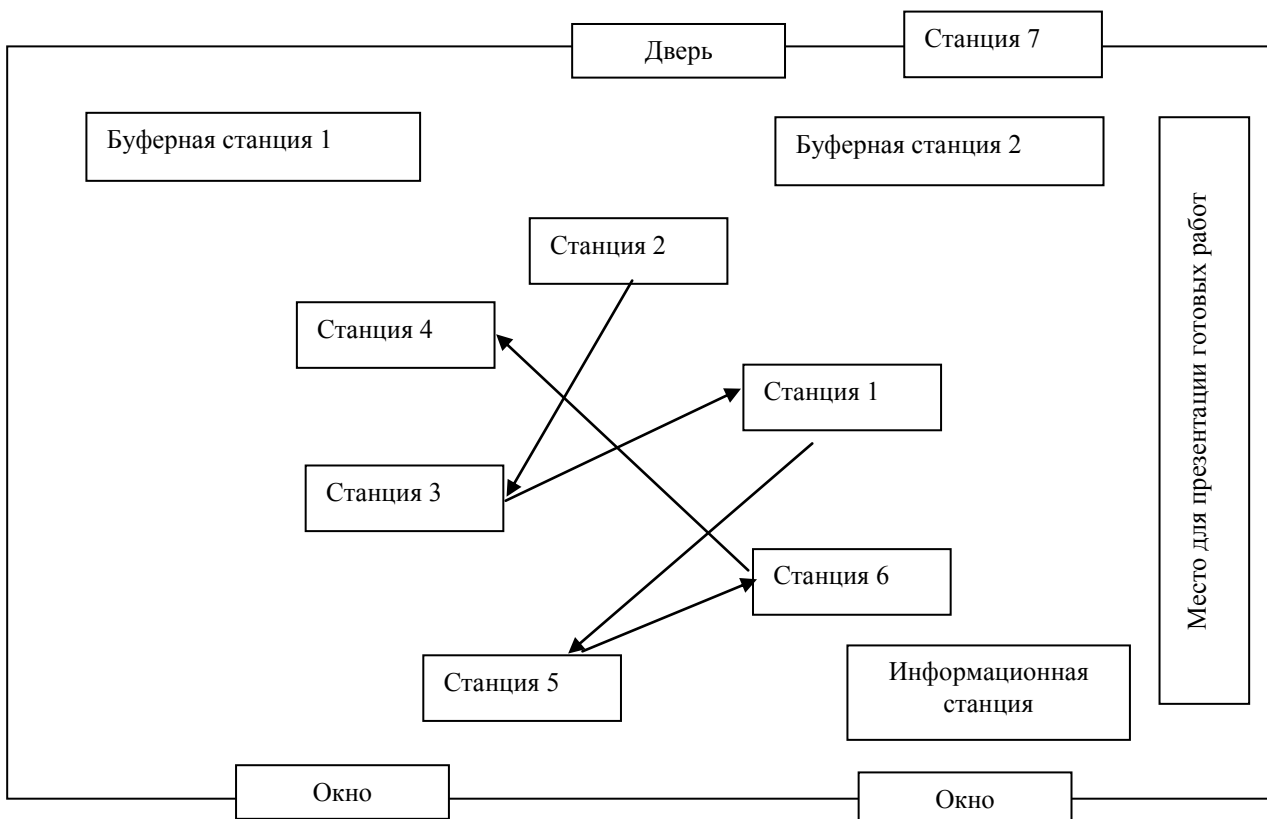 Дверь
Станция 7
Буферная станция 1
Буферная станция 2
Место для презентации готовых работ
Станция 2
Станция 4
Станция 1
Станция 3
Станция 6
Станция 5
Информационная
станция
Окно
Окно